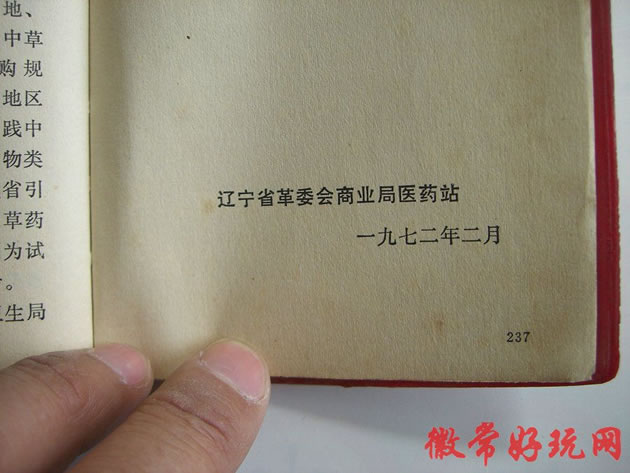 地、
中草
购规
地区
践中
物类
省引
草药
为试
。
生局
辽宁省革委会商业局医药站
一九七二年二月
237
徽常好玩网